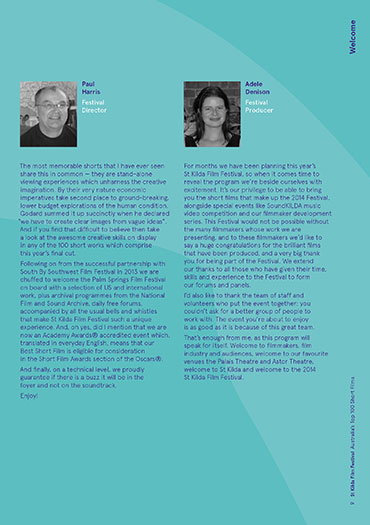 Welcome
Paul
Harris
Festival
Director
The most memorable shorts that I have ever seen
share this in common – they are stand-alone
viewing experiences which unharness the creative
imagination. By their very nature economic
imperatives take second place to ground-breaking,
lower budget explorations of the human condition.
Godard summed it up succinctly when he declared
"we have to create clear images from vague ideas".
And if you find that difficult to believe then take
a look at the awesome creative skills on display
in any of the 100 short works which comprise
this year's final cut.
Following on from the successful partnership with
South By Southwest Film Festival in 2013 we are
chuffed to welcome the Palm Springs Film Festival
on board with a selection of US and international
work, plus archival programmes from the National
Film and Sound Archive, daily free forums,
accompanied by all the usual bells and whistles
that make St Kilda Film Festival such a unique
experience. And, on yes, did I mention that we are
now an Academy Awards® accredited event which,
translated in everyday English, means that our
Best Short Film is eligible for consideration
in the Short Film Awards section of the Oscars®.
And finally, on a technical level, we proudly
guarantee if there is a buzz it will be in the
foyer and not on the soundtrack.
Enjoy!
Adele
Denison
Festival
Producer
For months we have been planning this year's
St Kilda Film Festival, so when it comes time to
reveal the program we're beside ourselves with
excitement. It's our privilege to be able to bring
you the short films that make up the 2014 Festival,
alongside special events like SoundKILDA music
video competition and our filmmaker development
series. This Festival would not be possible without
the many filmmakers whose work we are
presenting, and to these filmmakers we'd like to
say a huge congratulations for the brilliant films
that have been produced, and a very big thank
you for being part of the Festival. We extend
our thanks to all those who have given their time,
skills and experience to the Festival to form
our forums and panels.
I'd also like to thank the team of staff and
volunteers who put the event together; you
couldn't ask for a better group of people to
work with. The event you're about to enjoy
is as good as it is because of this great team.
That's enough from me, as this program will
speak for itself. Welcome to filmmakers, film
industry and audiences, welcome to our favourite
venues the Palais Theatre and Astor Theatre,
welcome to St Kilda and welcome to the 2014
St Kilda Film Festival.
St Kilda Film Festival Australia's Top 100 Short Films